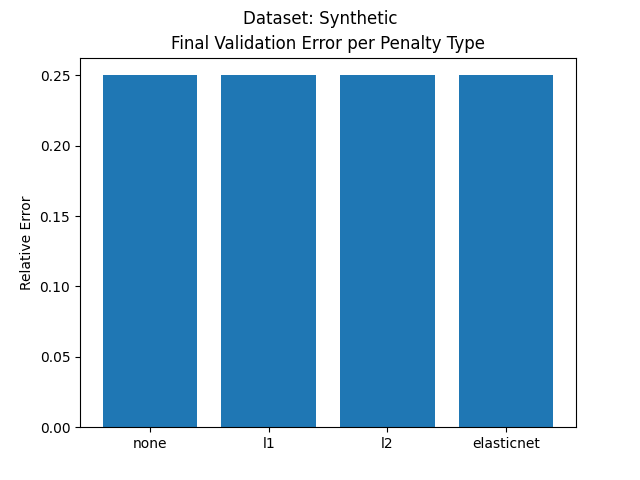 Dataset: Synthetic
Final Validation Error per Penalty Type
Relative Error
0.25
0.20
0.15
0.10
0.05
0.00
none
l1
l2
elasticnet